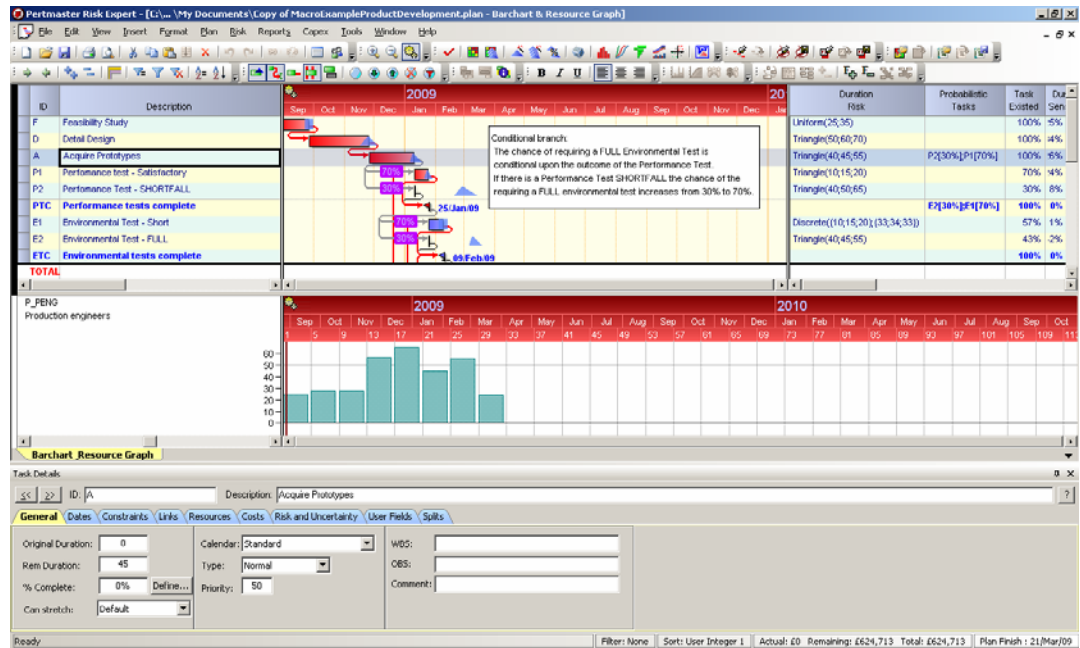 Pertmaster Risk Expert - [C:\... \My Documents\Copy of MacroExampleProductDevelopment.plan - Barchart & Resource Graph]
File Edit View Insert Format Plan Risk Reports Capex Tools Window Help
B I U
ID Description 2009 20 Duration Risk Probabilistic Tasks Task Existed
Sep Oct Nov Dec Jan Feb Mar Apr May Jun Jul Aug Sep Oct Nov Dec
F Feasibility Study Uniform(25;35) 100%
D Detail Design Triangle(50;60;70) 100%
A Acquire Prototypes Triangle(40;45;55) P2[30%];P1[70%] 100%
P1 Perfomance test - Satisfactory 70% Triangle(10;15;20) 70%
P2 Perfomance Test - SHORTFALL 30% Triangle(40;50;65) 30% 8%
PTC Performance tests complete 25/Jan/09 E2[30%];E1[70%] 100% 0%
E1 Environmental Test - Short 70% Discrete({10;15;20};{33;34;33}) 57% 1%
E2 Environmental Test - FULL 30% Triangle(40;45;55) 43%
ETC Environmental tests complete 09/Feb/09 100% 0%
TOTAL
Conditional branch:
The chance of requiring a FULL Environmental Test is
conditional upon the outcome of the Performance Test.
If there is a Performance Test SHORTFALL the chance of the
requiring a FULL environmental test increases from 30% to 70%.
P_PENG
Production engineers
2009 2010
Sep Oct Nov Dec Jan Feb Mar Apr May Jun Jul Aug Sep Oct Nov Dec Jan Feb Mar Apr May Jun Jul Aug Sep Oct
1 5 9 13 17 21 25 29 33 37 41 45 49 53 57 61 65 69 73 77 81 85 89 93 97 101 105 109
60
50
40
30
20
10
0
Barchart Resource Graph
Task Details
<< >> ID: A Description: Acquire Prototypes ?
General Dates Constraints Links Resources Costs Risk and Uncertainty User Fields Splits
Original Duration: 0 Calendar: Standard WBS:
Rem Duration: 45 Type: Normal OBS:
% Complete: 0% Define... Priority: 50 Comment:
Can stretch: Default
Ready Filter: None Sort: User Integer 1 Actual: £0 Remaining: £624,713 Total: £624,713 Plan Finish : 21/Mar/09